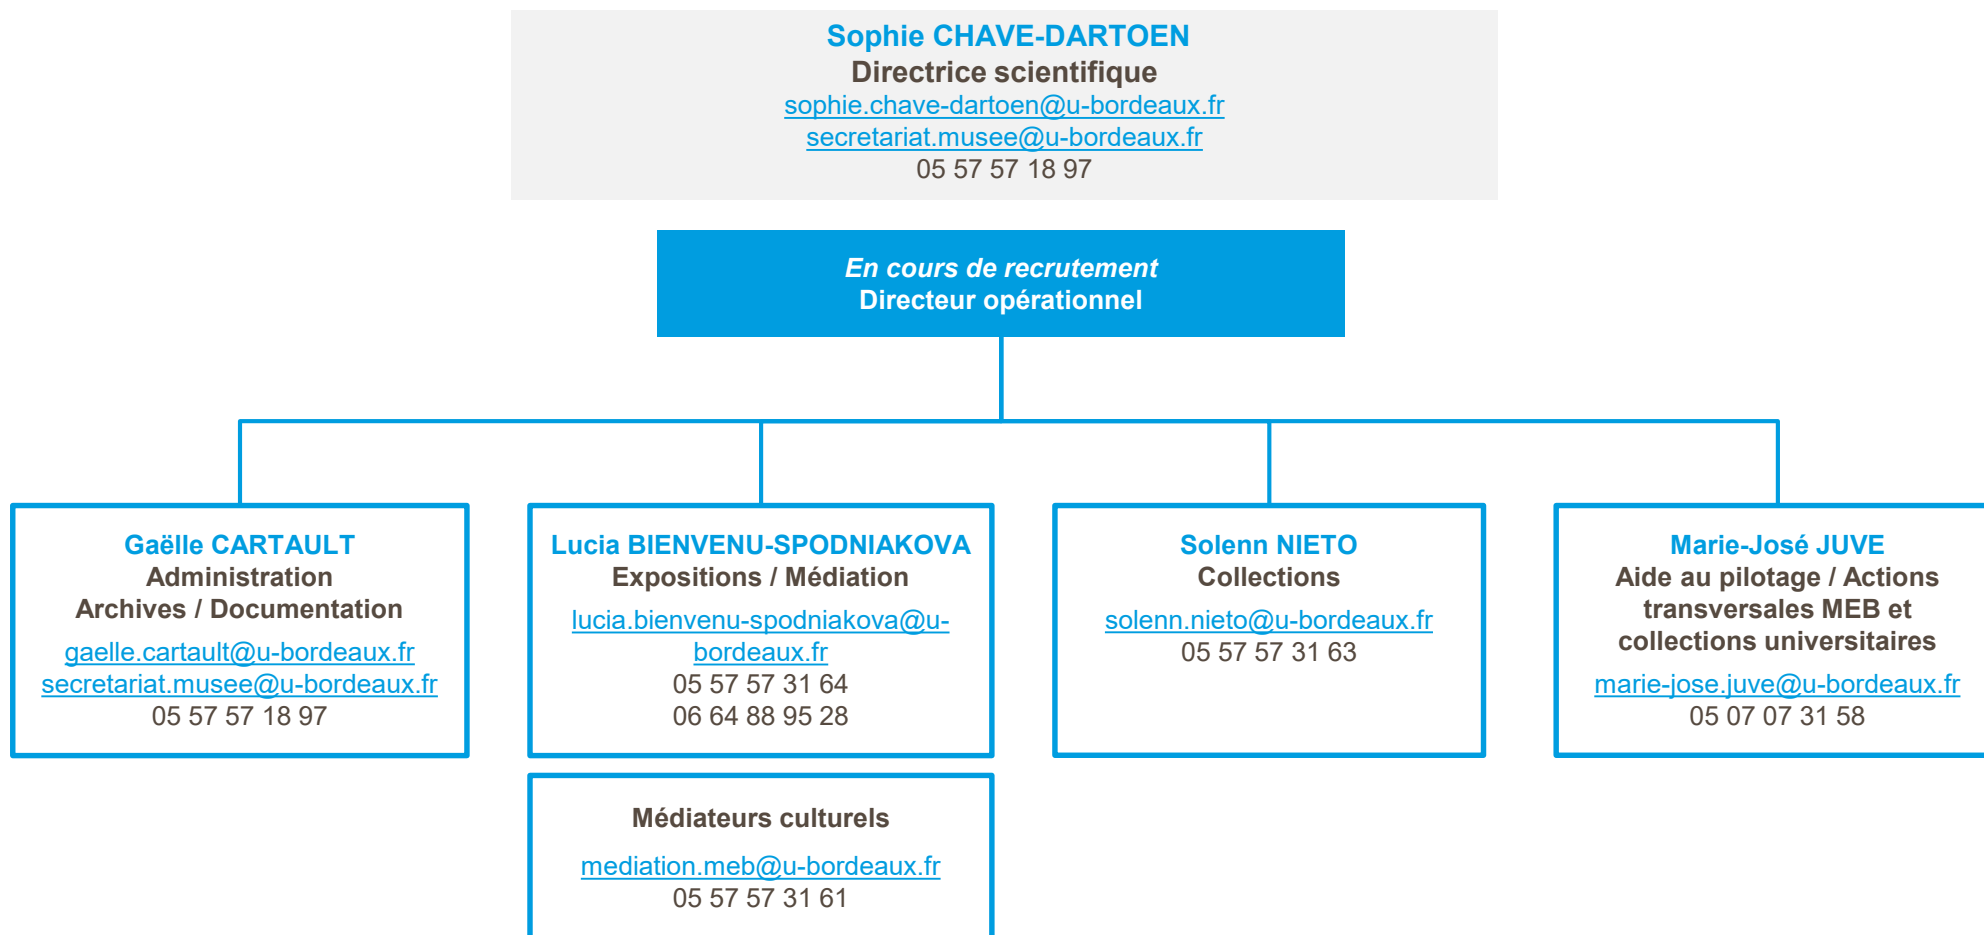 Sophie CHAVE-DARTOEN
Directrice scientifique
sophie.chave-dartoen@u-bordeaux.fr
secretariat.musee@u-bordeaux.fr
05 57 57 18 97
En cours de recrutement
Directeur opérationnel
Gaëlle CARTAULT
Administration
Archives / Documentation
gaelle.cartault@u-bordeaux.fr
secretariat.musee@u-bordeaux.fr
05 57 57 18 97
Lucia BIENVENU-SPODNIAKOVA
Expositions / Médiation
lucia.bienvenu-spodniakova@u-
bordeaux.fr
05 57 57 31 64
06 64 88 95 28
Médiateurs culturels
mediation.meb@u-bordeaux.fr
05 57 57 31 61
Solenn NIETO
Collections
solenn.nieto@u-bordeaux.fr
05 57 57 31 63
Marie-José JUVE
Aide au pilotage / Actions
transversales MEB et
collections universitaires
marie-jose.juve@u-bordeaux.fr
05 07 07 31 58